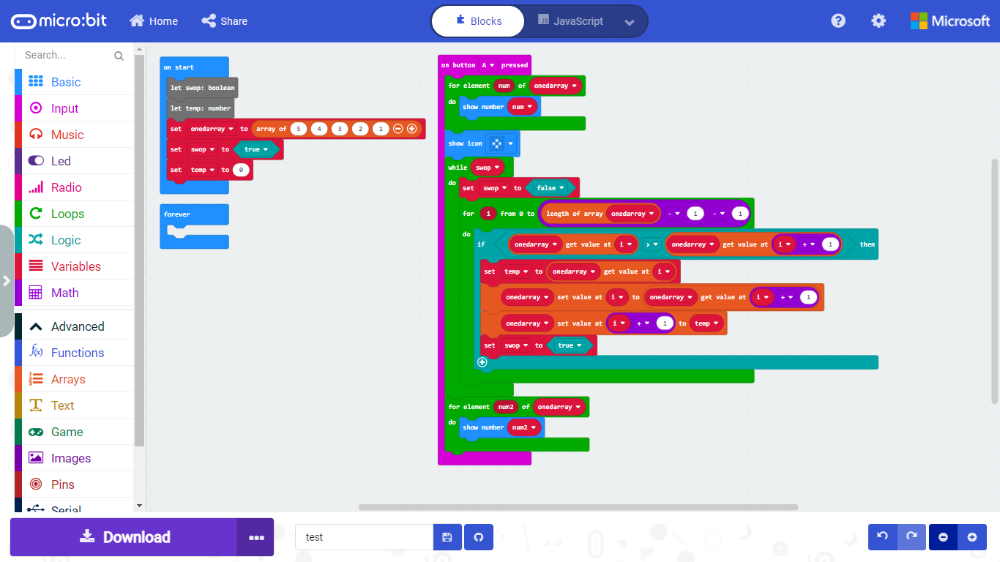 micro:bit Home Share Blocks JavaScript Microsoft
Search...
Basic
Input
Music
Led
Radio
Loops
Logic
Variables
Math
Advanced
Functions
Arrays
Text
Game
Images
Pins
Serial
on start
let swop: boolean
let temp: number
set onedarray to array of 5 4 3 2 1
set swop to true
set temp to 0
forever
on button A pressed
for element num of onedarray
do show number num
show icon
while swop
do set swop to false
for i from 0 to length of array onedarray - 1 - 1
do if onedarray get value at i > onedarray get value at i + 1 then
set temp to onedarray get value at i
onedarray set value at i to onedarray get value at i + 1
onedarray set value at i + 1 to temp
set swop to true
for element num2 of onedarray
do show number num2
Download test